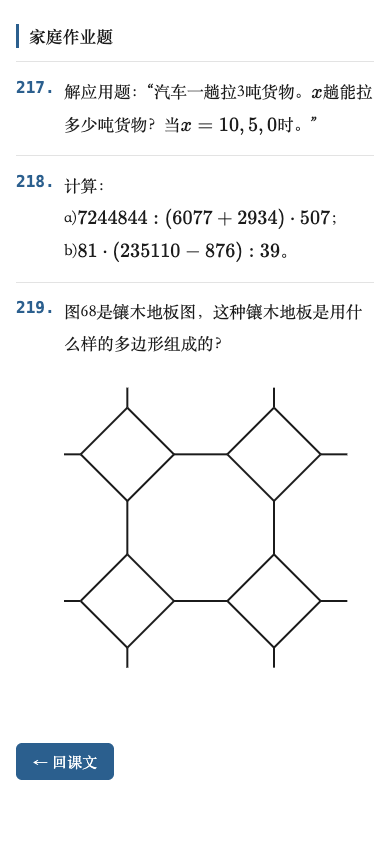 家庭作业题
217. 解应用题：“汽车一趟拉3吨货物。x趟能拉
多少吨货物？当x = 10, 5, 0时。”
218. 计算：
a)7244844 : (6077 + 2934) · 507；
b)81 · (235110 − 876) : 39。
219. 图68是镶木地板图，这种镶木地板是用什
么样的多边形组成的？
← 回课文